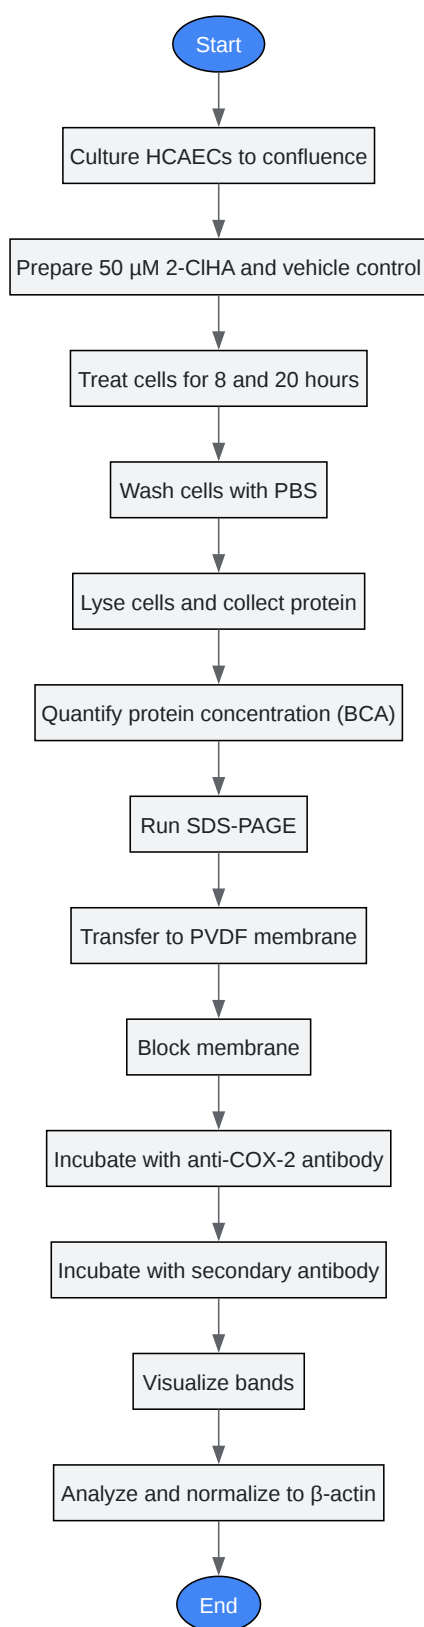 Start
Culture HCAECs to confluence
Prepare 50 µM 2-ClHA and vehicle control
Treat cells for 8 and 20 hours
Wash cells with PBS
Lyse cells and collect protein
Quantify protein concentration (BCA)
Run SDS-PAGE
Transfer to PVDF membrane
Block membrane
Incubate with anti-COX-2 antibody
Incubate with secondary antibody
Visualize bands
Analyze and normalize to β-actin
End